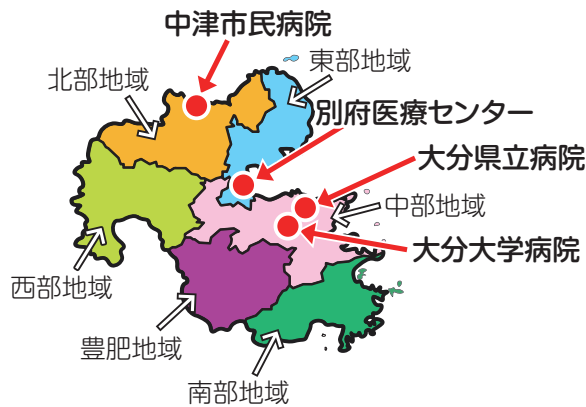 中津市民病院
北部地域
東部地域
別府医療センター
大分県立病院
中部地域
大分大学病院
西部地域
豊肥地域
南部地域